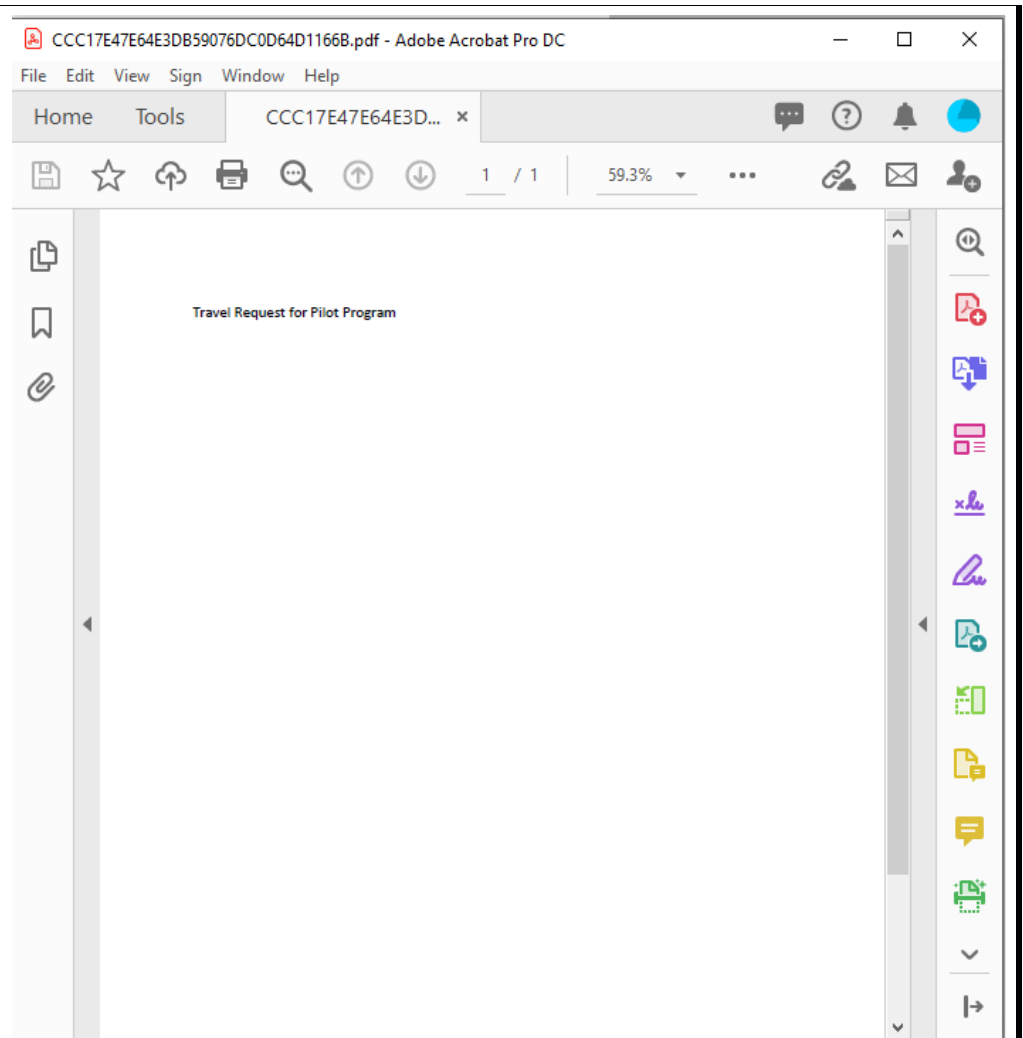 CCC17E47E64E3DB59076DC0D64D1166B.pdf - Adobe Acrobat Pro DC
File Edit View Sign Window Help
Home Tools CCC17E47E64E3D... ×
1 / 1 59.3%
Travel Request for Pilot Program